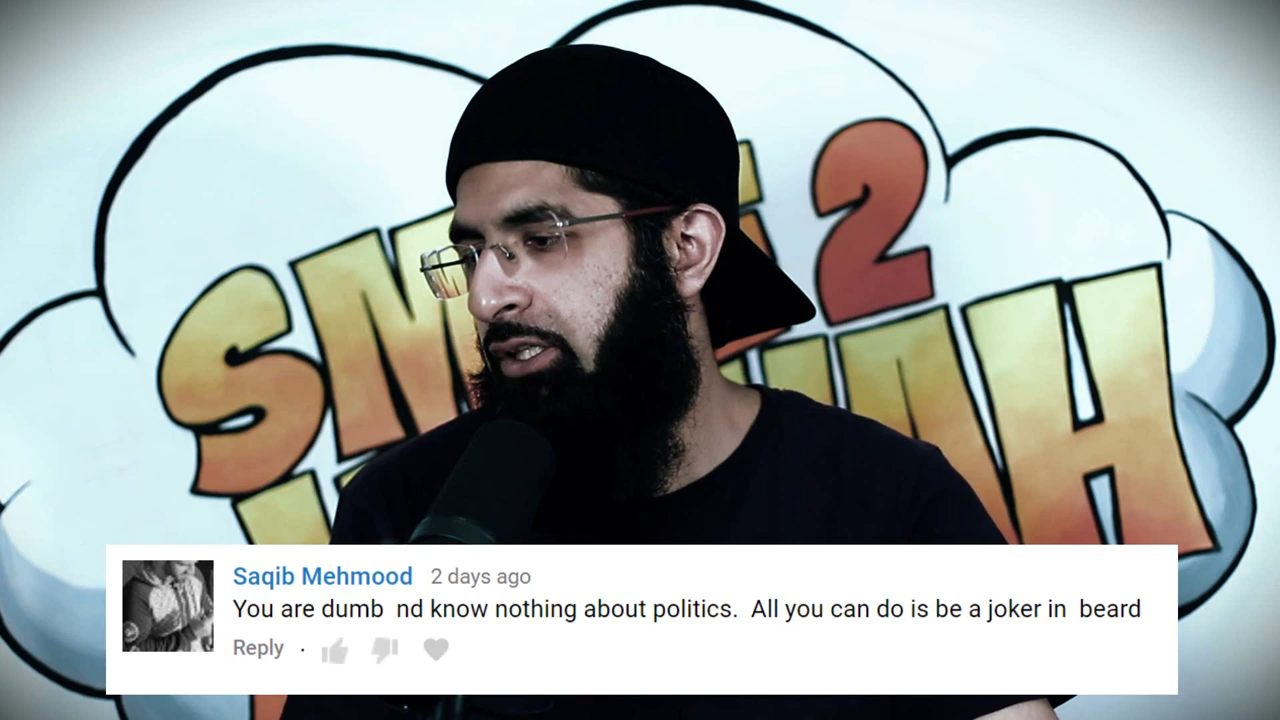 2
Saqib Mehmood 2 days ago
You are dumb nd know nothing about politics. All you can do is be a joker in beard
Reply ·